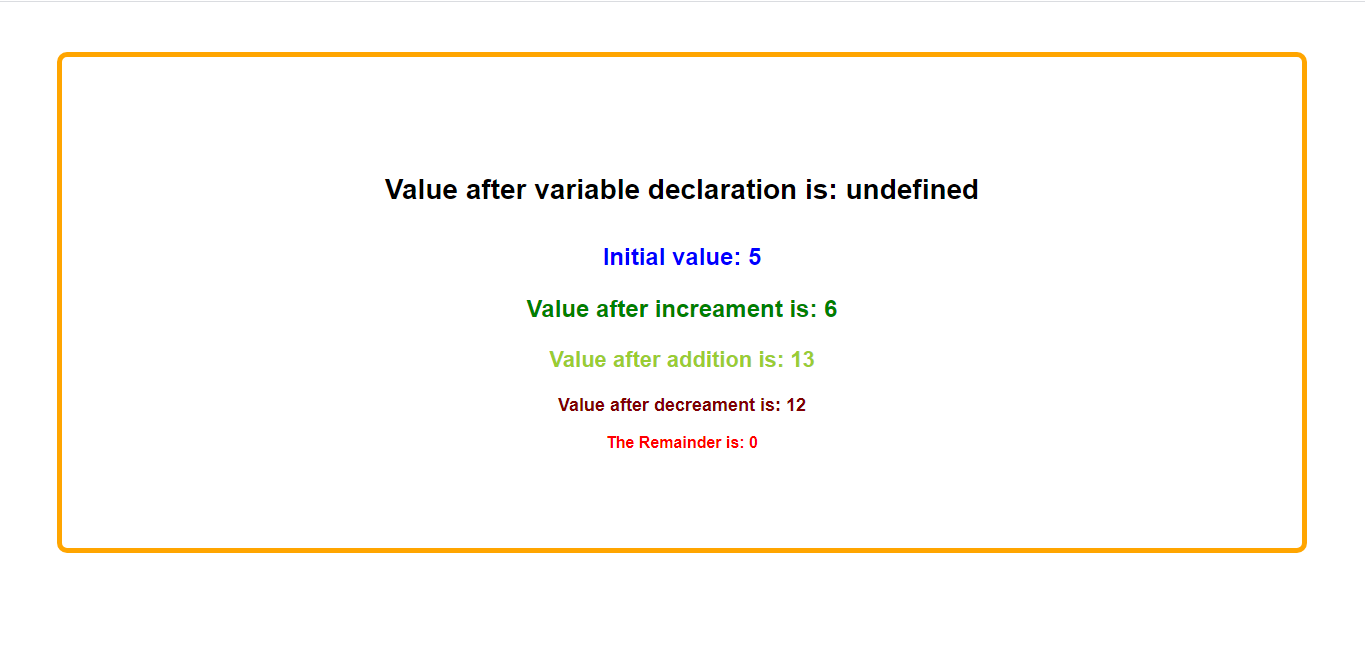 Value after variable declaration is: undefined
Initial value: 5
Value after increament is: 6
Value after addition is: 13
Value after decreament is: 12
The Remainder is: 0